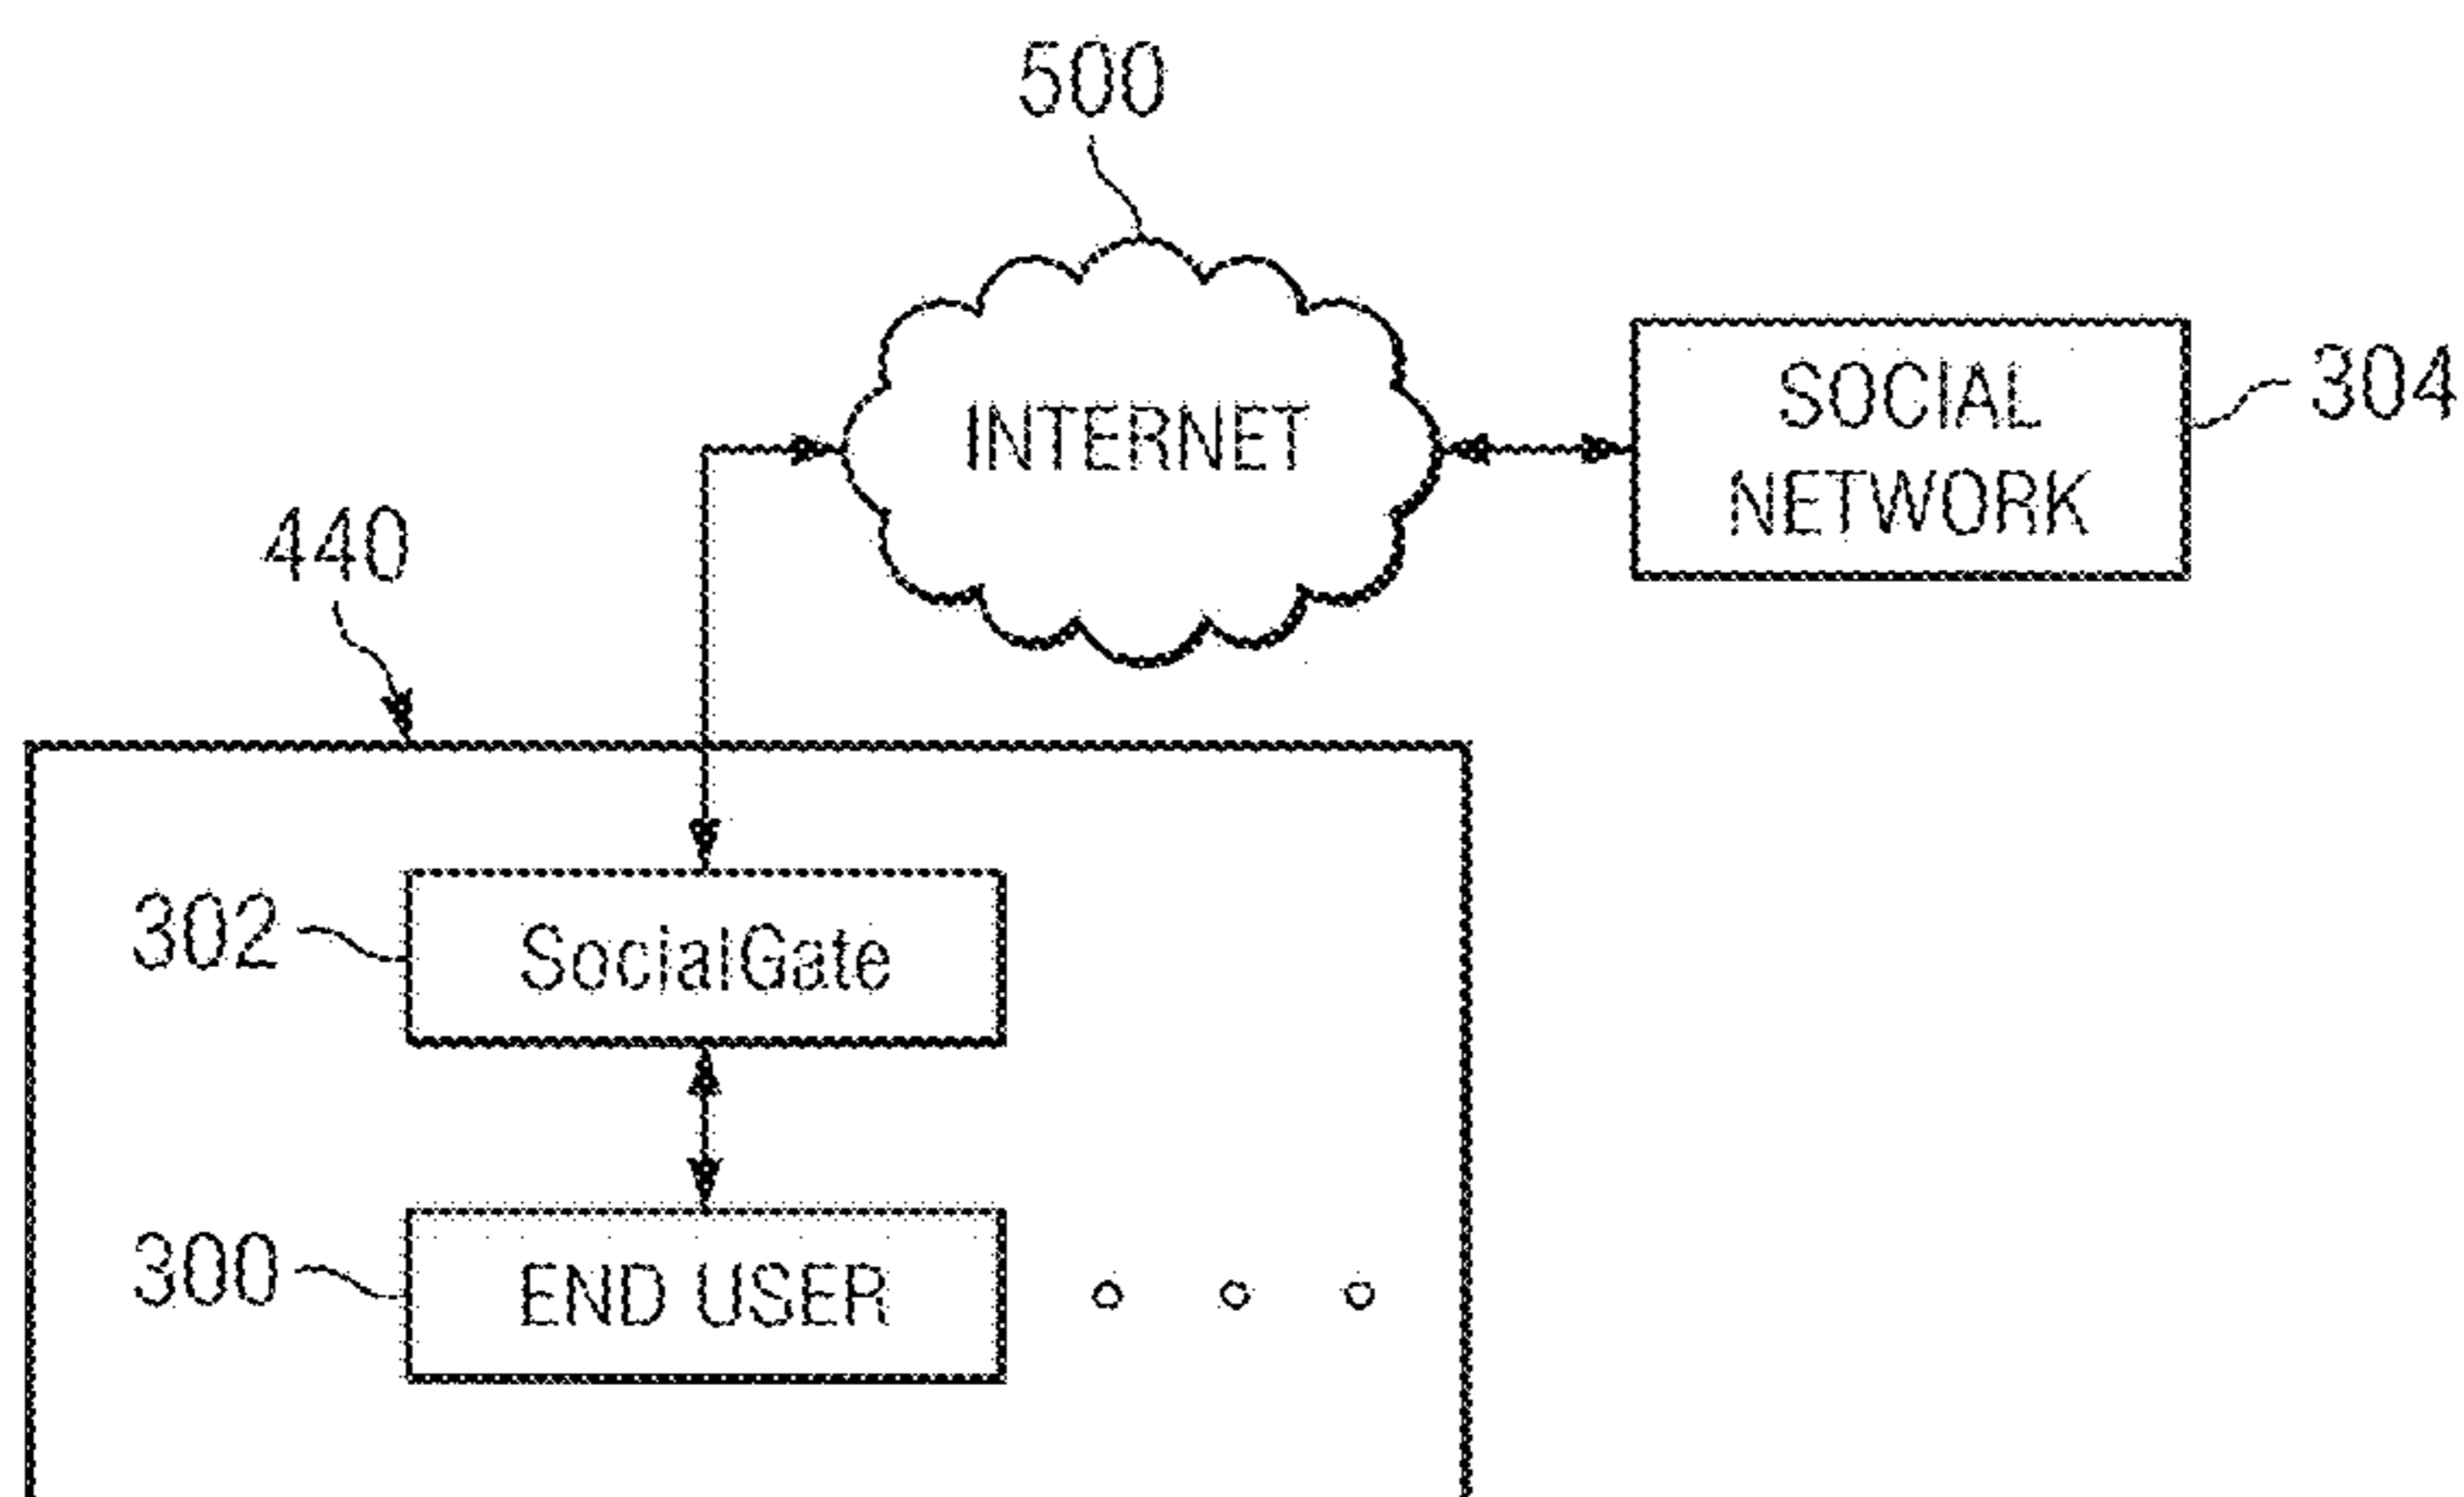 500
INTERNET
SOCIAL
NETWORK
304
440
302
SocialGate
300
END USER